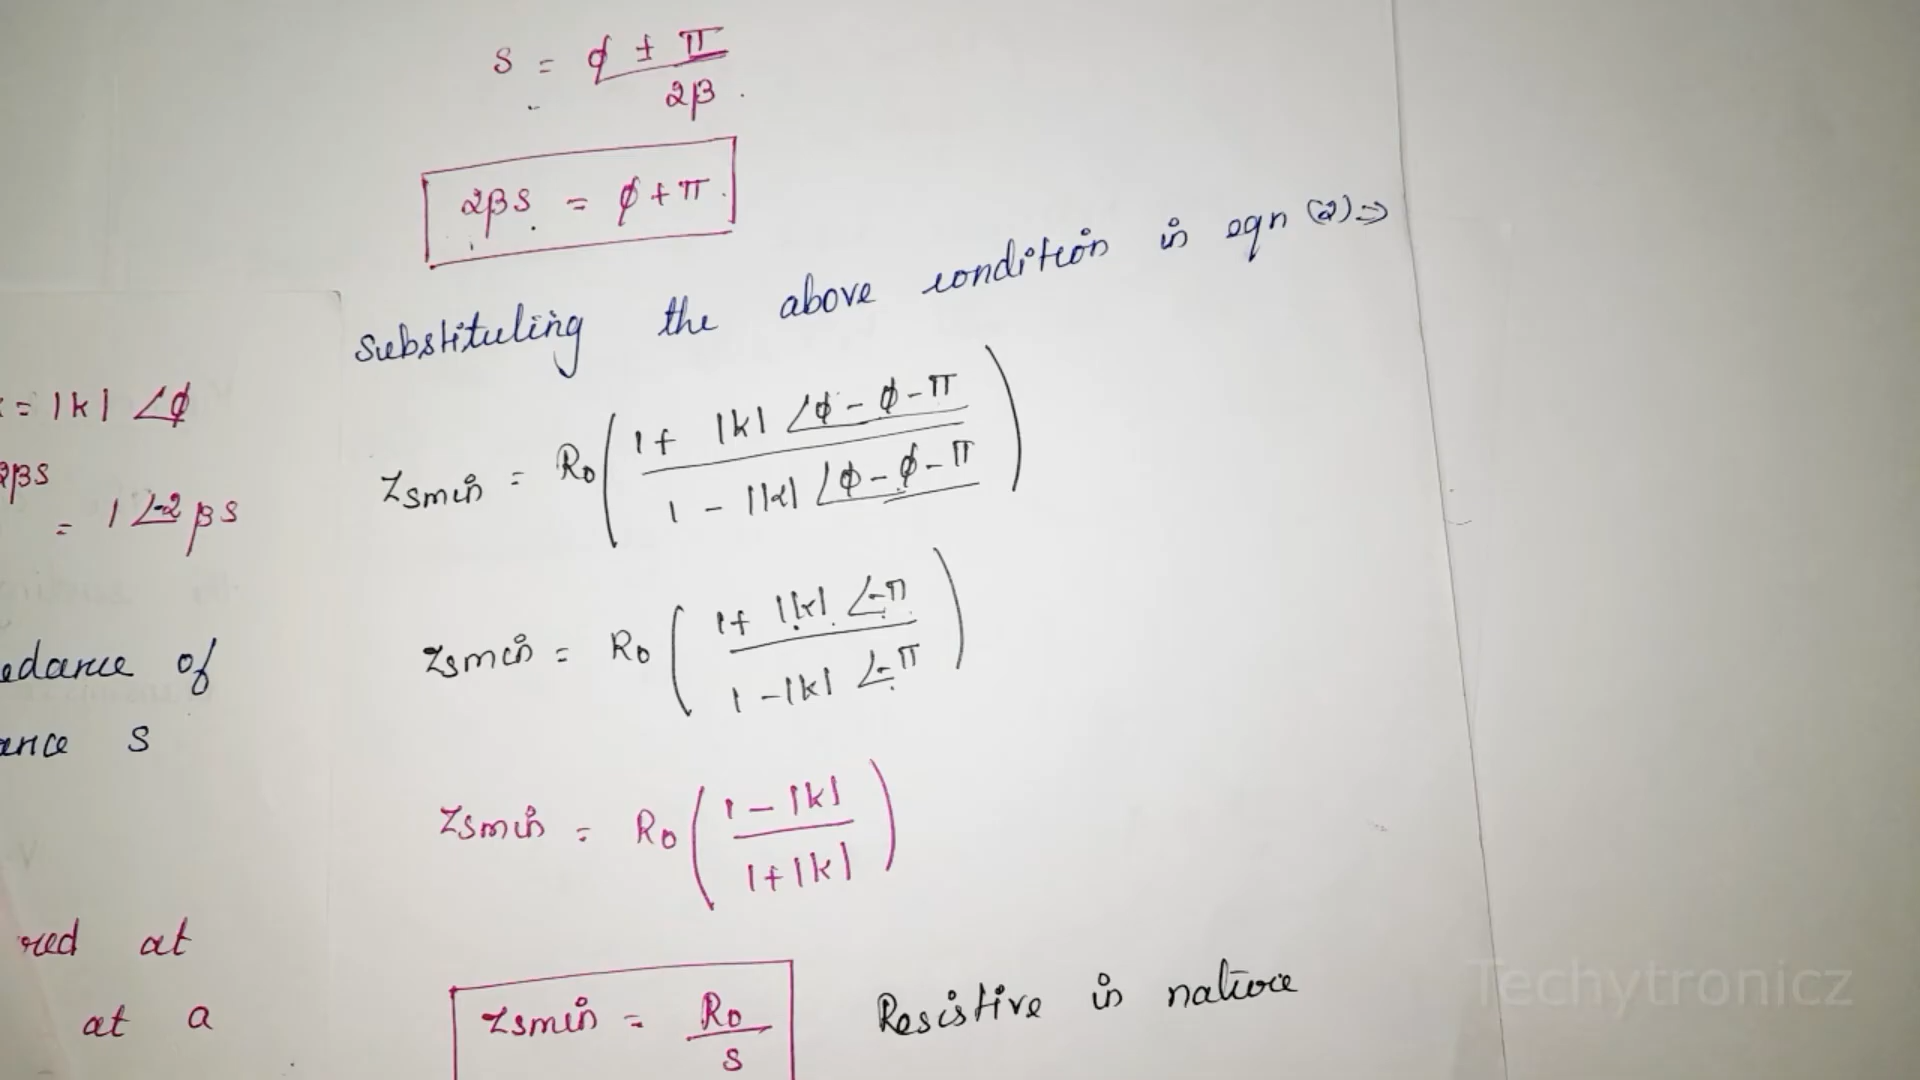 s = ϕ ± π / 2β
2βs = ϕ + π
substituting the above condition in eqn (2) ⇒
= |k| ∠ϕ
2βs = 1 ∠-2βs
Zsmin = R0 ( 1 + |k| ∠ϕ - ϕ - π / 1 - |k| ∠ϕ - ϕ - π )
Zsmin = R0 ( 1 + |k| ∠-π / 1 - |k| ∠-π )
edance of
ance s
Zsmin = R0 ( 1 - |k| / 1 + |k| )
red at
at a
Zsmin = R0 / s Resistive in nature
Techytronicz